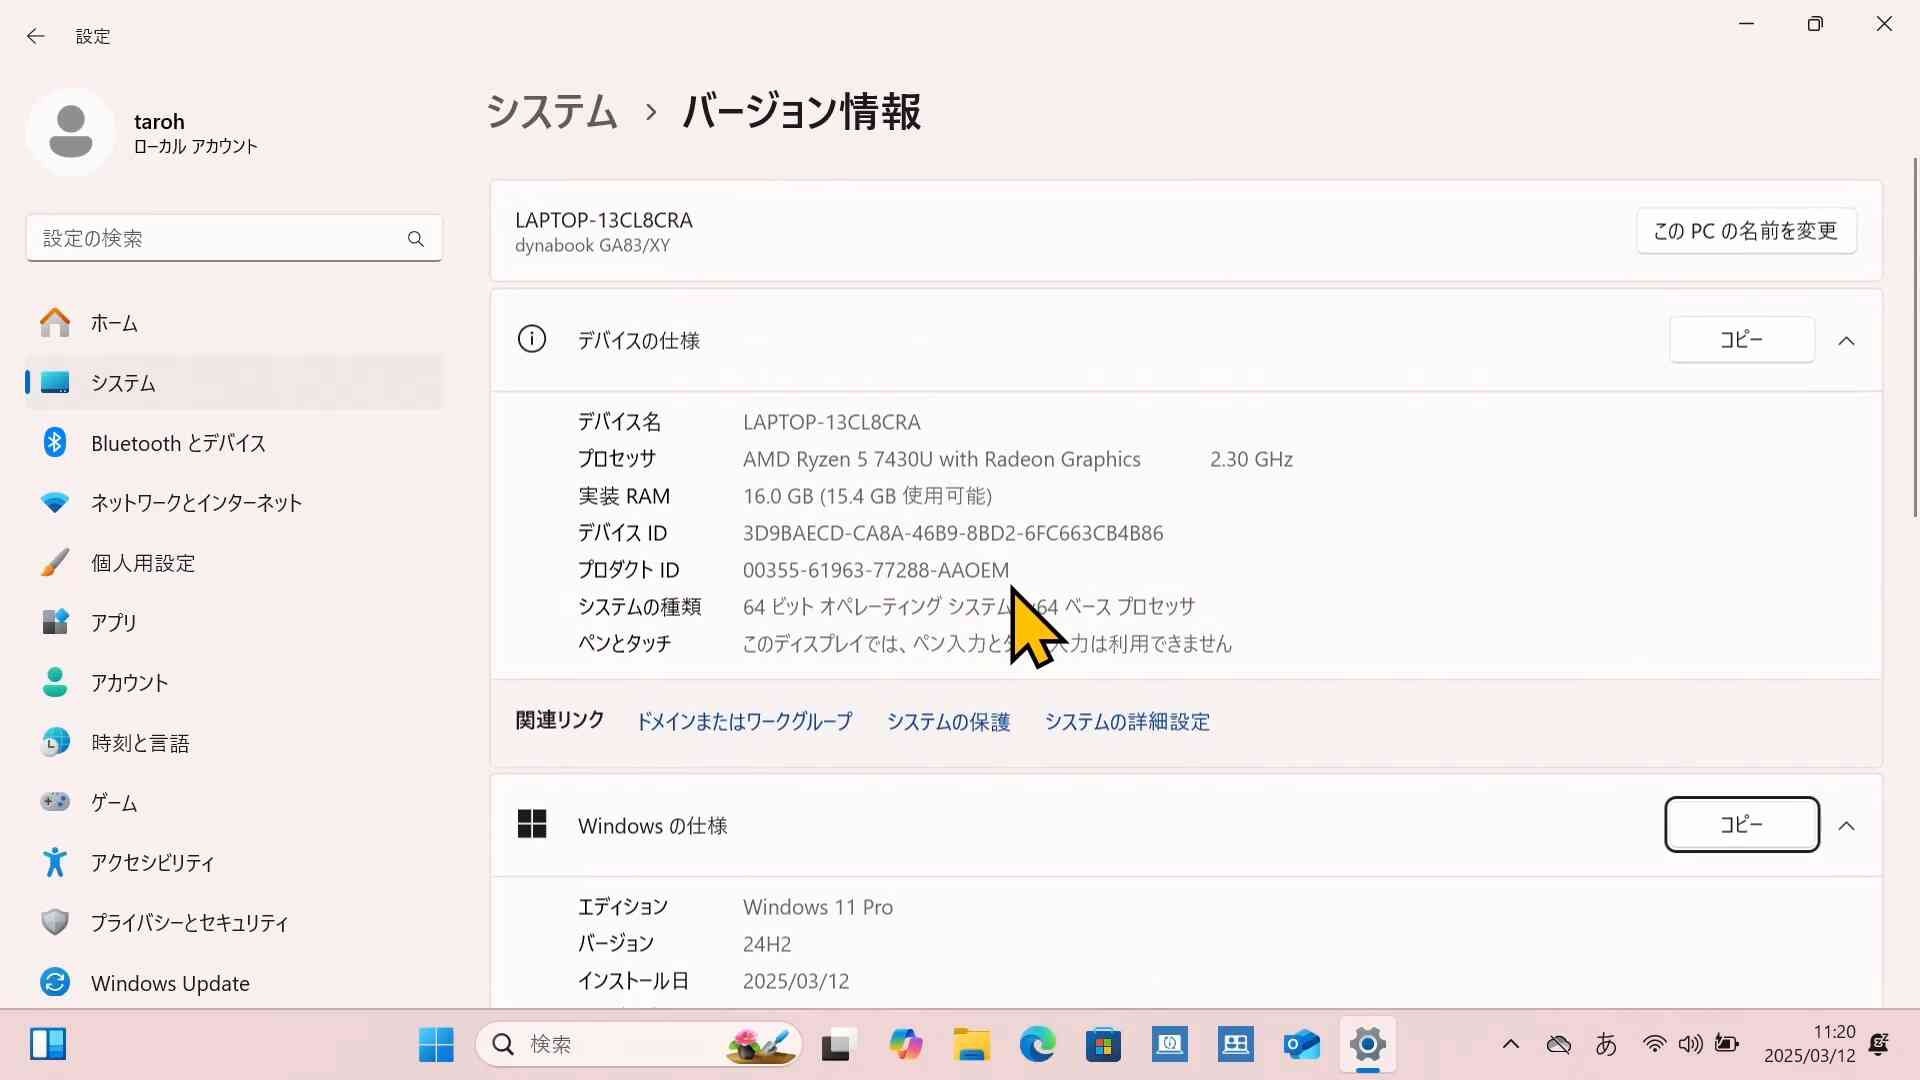 設定
taroh
ローカル アカウント
設定の検索
ホーム
システム
Bluetooth とデバイス
ネットワークとインターネット
個人用設定
アプリ
アカウント
時刻と言語
ゲーム
アクセシビリティ
プライバシーとセキュリティ
Windows Update
システム › バージョン情報
LAPTOP-13CL8CRA
dynabook GA83/XY
この PC の名前を変更
デバイスの仕様
コピー
デバイス名 LAPTOP-13CL8CRA
プロセッサ AMD Ryzen 5 7430U with Radeon Graphics 2.30 GHz
実装 RAM 16.0 GB (15.4 GB 使用可能)
デバイス ID 3D9BAECD-CA8A-46B9-8BD2-6FC663CB4B86
プロダクト ID 00355-61963-77288-AAOEM
システムの種類 64 ビット オペレーティング システム 64 ベース プロセッサ
ペンとタッチ このディスプレイでは、ペン入力と 入力は利用できません
関連リンク ドメインまたはワークグループ システムの保護 システムの詳細設定
Windows の仕様
コピー
エディション Windows 11 Pro
バージョン 24H2
インストール日 2025/03/12
検索
あ
11:20
2025/03/12